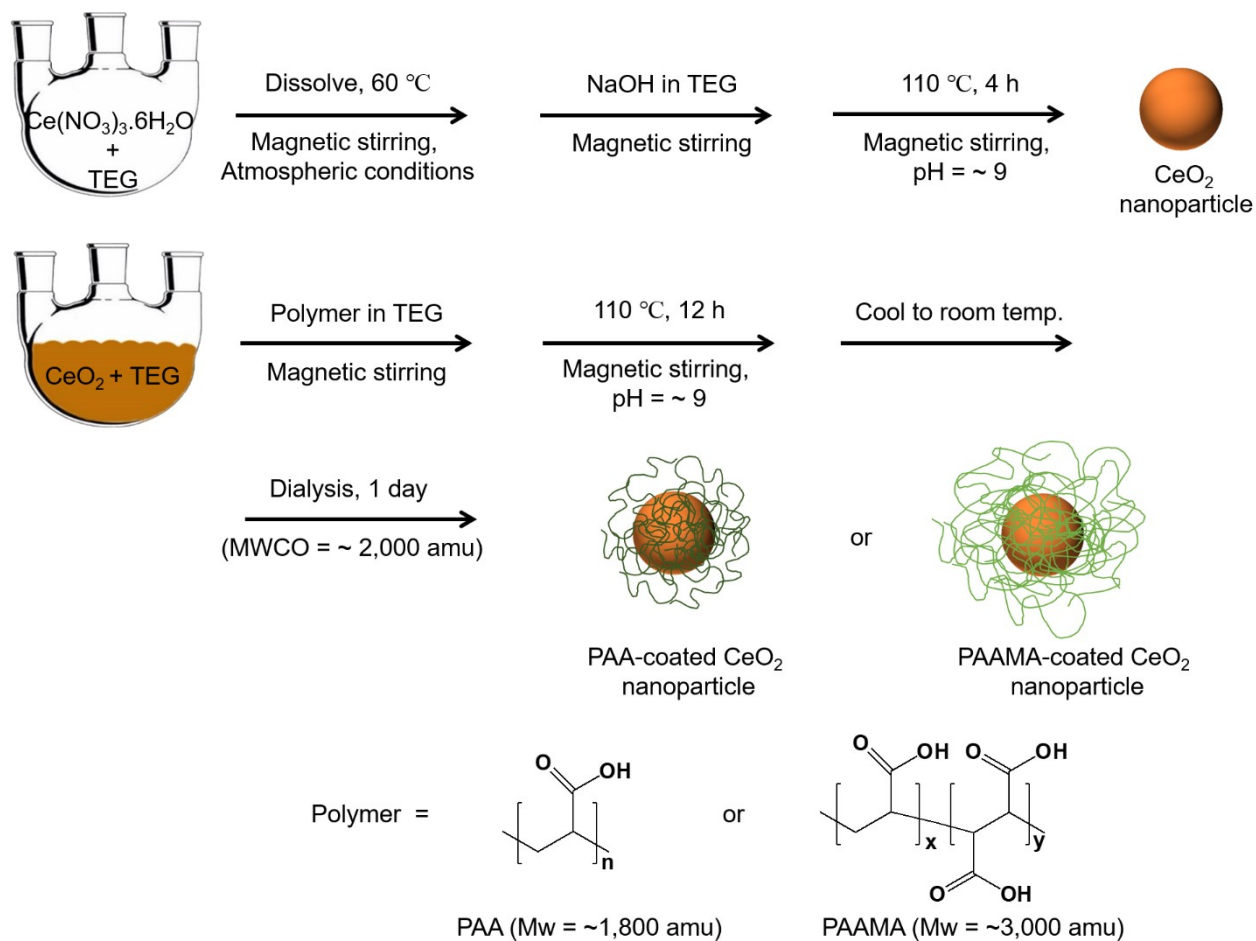 Ce(NO₃)₃.6H₂O
+
TEG
Dissolve, 60 ℃
Magnetic stirring,
Atmospheric conditions
NaOH in TEG
Magnetic stirring
110 ℃, 4 h
Magnetic stirring,
pH = ~ 9
CeO₂
nanoparticle
CeO₂ + TEG
Polymer in TEG
Magnetic stirring
110 ℃, 12 h
Magnetic stirring,
pH = ~ 9
Cool to room temp.
Dialysis, 1 day
(MWCO = ~ 2,000 amu)
or
PAA-coated CeO₂
nanoparticle
PAAMA-coated CeO₂
nanoparticle
Polymer =
O
OH
n
or
O
OH
O
OH
x
y
O
OH
PAA (Mw = ~1,800 amu)
PAAMA (Mw = ~3,000 amu)